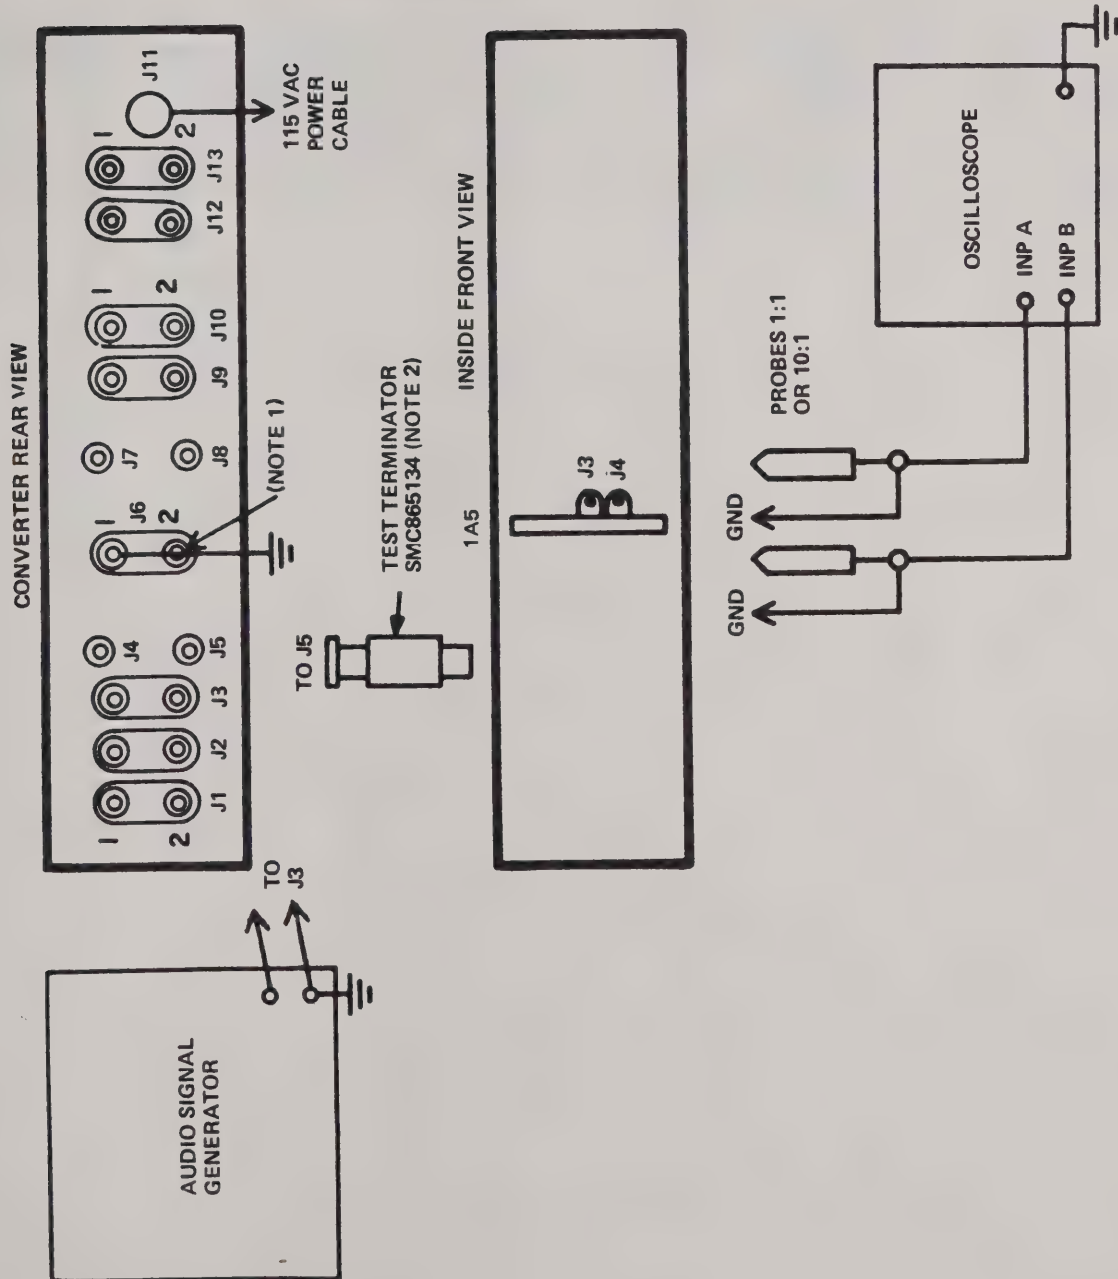 CONVERTER REAR VIEW
1
2
J1
J2
J3
J4
J5
1
J6
2
(NOTE 1)
J7
J8
J9
1
J10
2
J12
1
J13
2
J11
115 VAC
POWER
CABLE
AUDIO SIGNAL
GENERATOR
TO
J3
TO J5
TEST TERMINATOR
SMC865134 (NOTE 2)
INSIDE FRONT VIEW
1A5
J3
J4
GND
GND
PROBES 1:1
OR 10:1
OSCILLOSCOPE
INP A
INP B